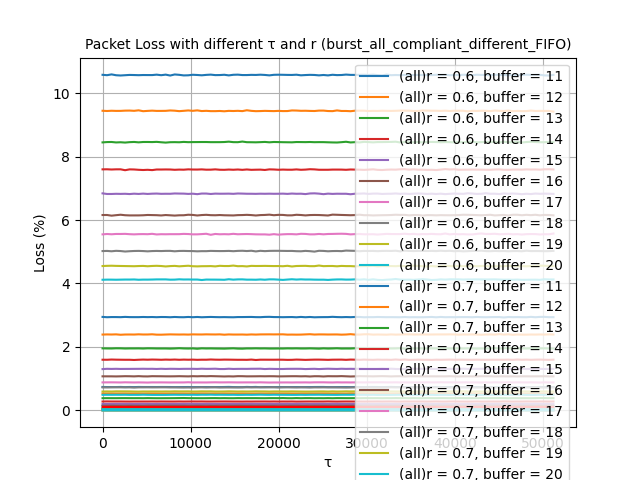 Packet Loss with different τ and r (burst_all_compliant_different_FIFO)
Loss (%)
10
8
6
4
2
0
0
10000
20000
30000
40000
50000
τ
(all)r = 0.6, buffer = 11
(all)r = 0.6, buffer = 12
(all)r = 0.6, buffer = 13
(all)r = 0.6, buffer = 14
(all)r = 0.6, buffer = 15
(all)r = 0.6, buffer = 16
(all)r = 0.6, buffer = 17
(all)r = 0.6, buffer = 18
(all)r = 0.6, buffer = 19
(all)r = 0.6, buffer = 20
(all)r = 0.7, buffer = 11
(all)r = 0.7, buffer = 12
(all)r = 0.7, buffer = 13
(all)r = 0.7, buffer = 14
(all)r = 0.7, buffer = 15
(all)r = 0.7, buffer = 16
(all)r = 0.7, buffer = 17
(all)r = 0.7, buffer = 18
(all)r = 0.7, buffer = 19
(all)r = 0.7, buffer = 20